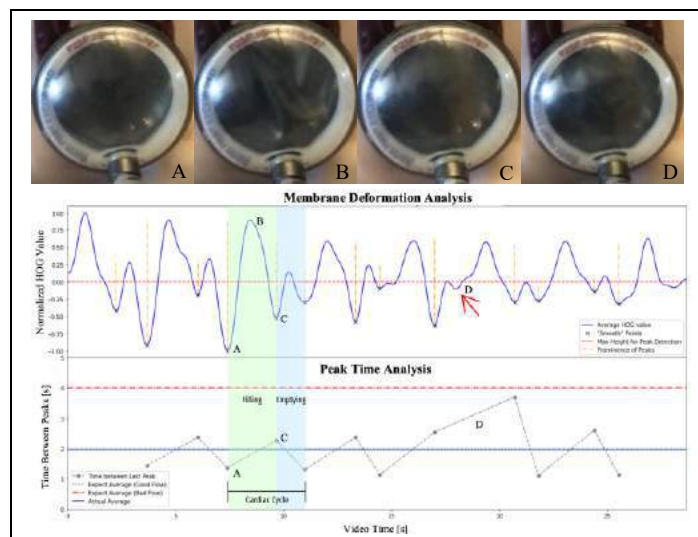 A
B
C
D
Membrane Deformation Analysis
Normalized HOG Value
1.00
0.75
0.50
0.25
0.00
-0.25
-0.50
-0.75
-1.00
B
D
C
A
Average HOG value
"Smooth" Points
Max Height for Peak Detection
Prominence of Peaks
Peak Time Analysis
Time Between Peaks [s]
5
4
3
2
1
0
Filling
Emptying
C
D
A
Time Between Last Peak
Expect Average (Good Flow)
Expect Average (Bad Flow)
Actual Average
Cardiac Cycle
0
5
10
15
20
25
Video Time [s]